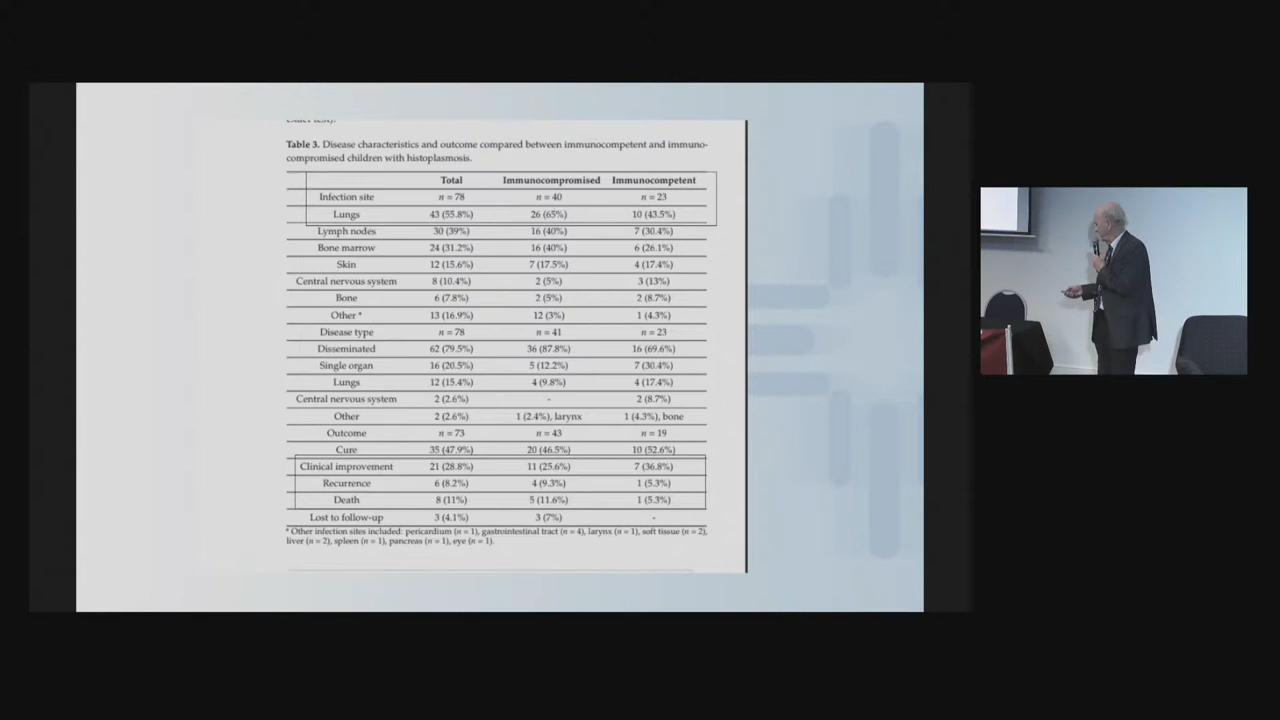 Table 3. Disease characteristics and outcome compared between immunocompetent and immuno-
compromised children with histoplasmosis.
Total Immunocompromised Immunocompetent
Infection site n = 78 n = 40 n = 23
Lungs 43 (55.8%) 26 (65%) 10 (43.5%)
Lymph nodes 30 (39%) 16 (40%) 7 (30.4%)
Bone marrow 24 (31.2%) 16 (40%) 6 (26.1%)
Skin 12 (15.6%) 7 (17.5%) 4 (17.4%)
Central nervous system 8 (10.4%) 2 (5%) 3 (13%)
Bone 6 (7.8%) 2 (5%) 2 (8.7%)
Other * 13 (16.9%) 12 (3%) 1 (4.3%)
Disease type n = 78 n = 41 n = 23
Disseminated 62 (79.5%) 36 (87.8%) 16 (69.6%)
Single organ 16 (20.5%) 5 (12.2%) 7 (30.4%)
Lungs 12 (15.4%) 4 (9.8%) 4 (17.4%)
Central nervous system 2 (2.6%) - 2 (8.7%)
Other 2 (2.6%) 1 (2.4%), larynx 1 (4.3%), bone
Outcome n = 73 n = 43 n = 19
Cure 35 (47.9%) 20 (46.5%) 10 (52.6%)
Clinical improvement 21 (28.8%) 11 (25.6%) 7 (36.8%)
Recurrence 6 (8.2%) 4 (9.3%) 1 (5.3%)
Death 8 (11%) 5 (11.6%) 1 (5.3%)
Lost to follow-up 3 (4.1%) 3 (7%) -
* Other infection sites included: pericardium (n = 1), gastrointestinal tract (n = 4), larynx (n = 1), soft tissue (n = 2),
liver (n = 2), spleen (n = 1), pancreas (n = 1), eye (n = 1).